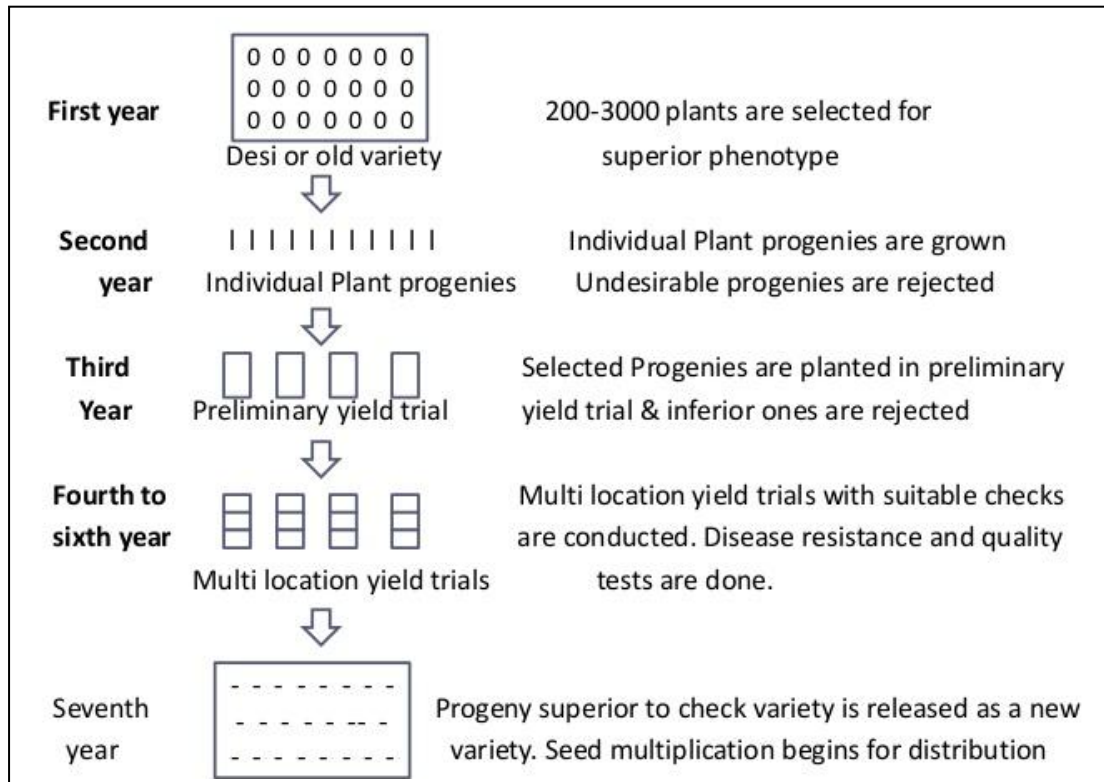 0 0 0 0 0 0 0
0 0 0 0 0 0 0
0 0 0 0 0 0 0
First year
200-3000 plants are selected for
superior phenotype
Desi or old variety
Second
year
I I I I I I I I I I I
Individual Plant progenies
Individual Plant progenies are grown
Undesirable progenies are rejected
Third
Year
Preliminary yield trial
Selected Progenies are planted in preliminary
yield trial & inferior ones are rejected
Fourth to
sixth year
Multi location yield trials with suitable checks
are conducted. Disease resistance and quality
tests are done.
Multi location yield trials
Seventh
year
- - - - - - - -
- - - - - - -- -
- - - - - - - -
Progeny superior to check variety is released as a new
variety. Seed multiplication begins for distribution